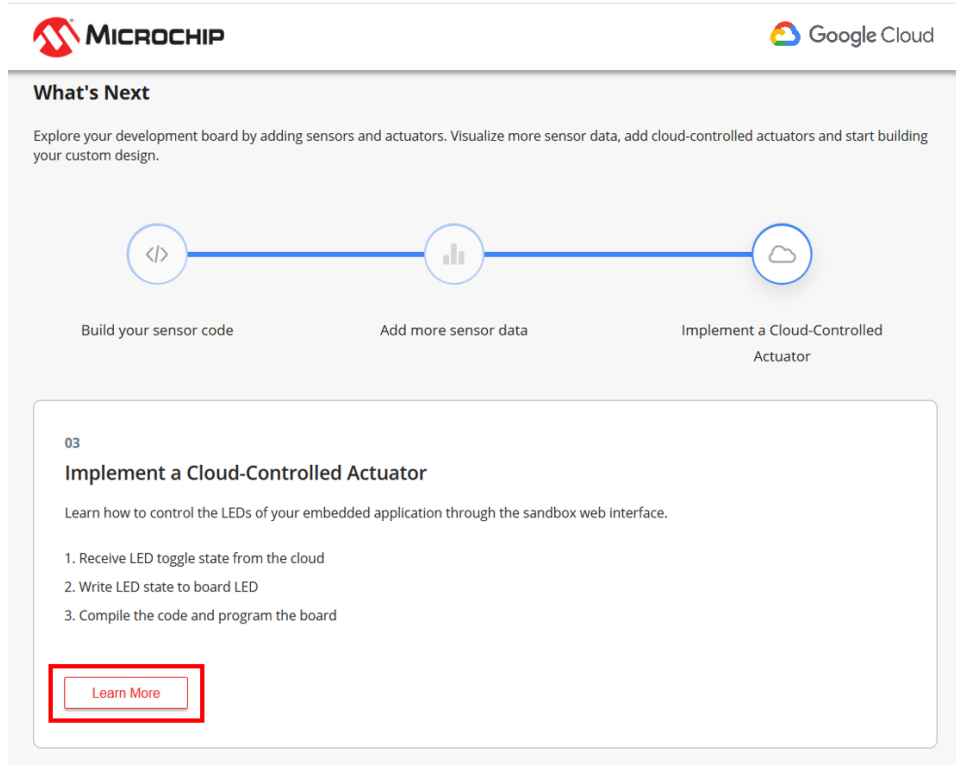 MICROCHIP
Google Cloud
What's Next
Explore your development board by adding sensors and actuators. Visualize more sensor data, add cloud-controlled actuators and start building
your custom design.
</>
Build your sensor code
Add more sensor data
Implement a Cloud-Controlled
Actuator
03
Implement a Cloud-Controlled Actuator
Learn how to control the LEDs of your embedded application through the sandbox web interface.
1. Receive LED toggle state from the cloud
2. Write LED state to board LED
3. Compile the code and program the board
Learn More